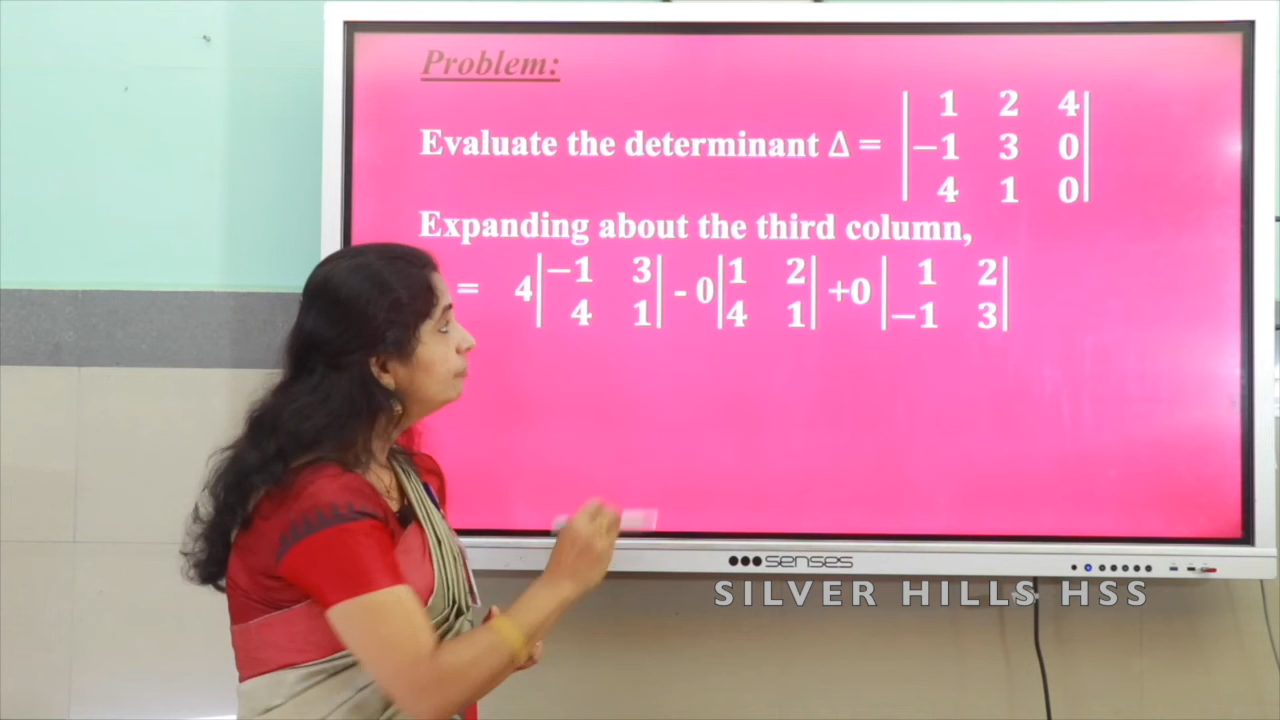 Problem:
Evaluate the determinant Δ = | 1 2 4 |
| −1 3 0 |
| 4 1 0 |
Expanding about the third column,
= 4 | −1 3 | - 0 | 1 2 | +0 | 1 2 |
| 4 1 | | 4 1 | | −1 3 |
senses
SILVER HILLS HSS